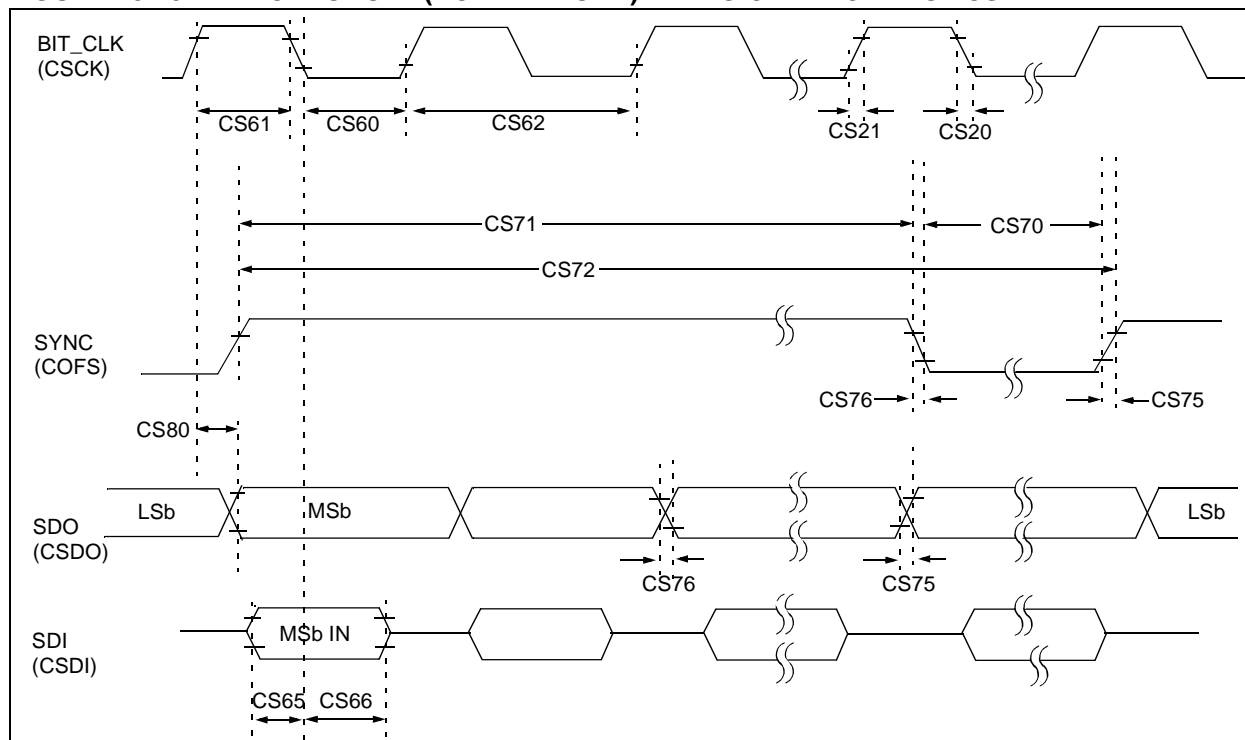 BIT_CLK
(CSCK)
CS61
CS60
CS62
CS21
CS20
CS71
CS70
CS72
SYNC
(COFS)
CS76
CS75
CS80
LSb
MSb
LSb
SDO
(CSDO)
CS76
CS75
MSb IN
SDI
(CSDI)
CS65
CS66